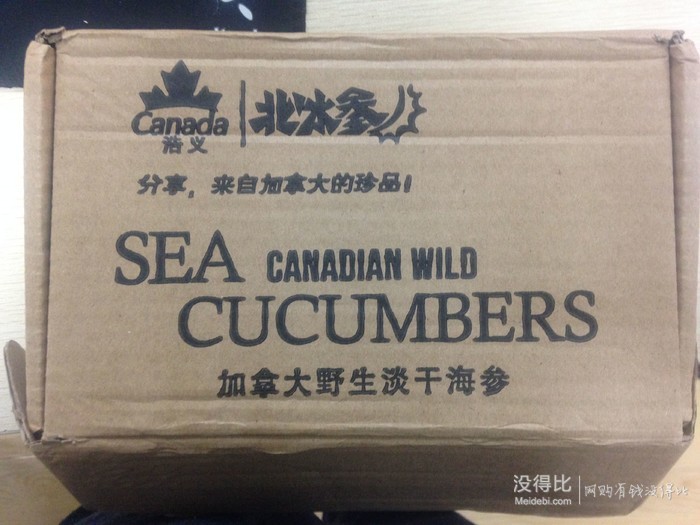 Canada
浩义
北冰参
分享，来自加拿大的珍品！
SEA CANADIAN WILD
CUCUMBERS
加拿大野生淡干海参
没得比
Meidebi.com
网购有钱没得比